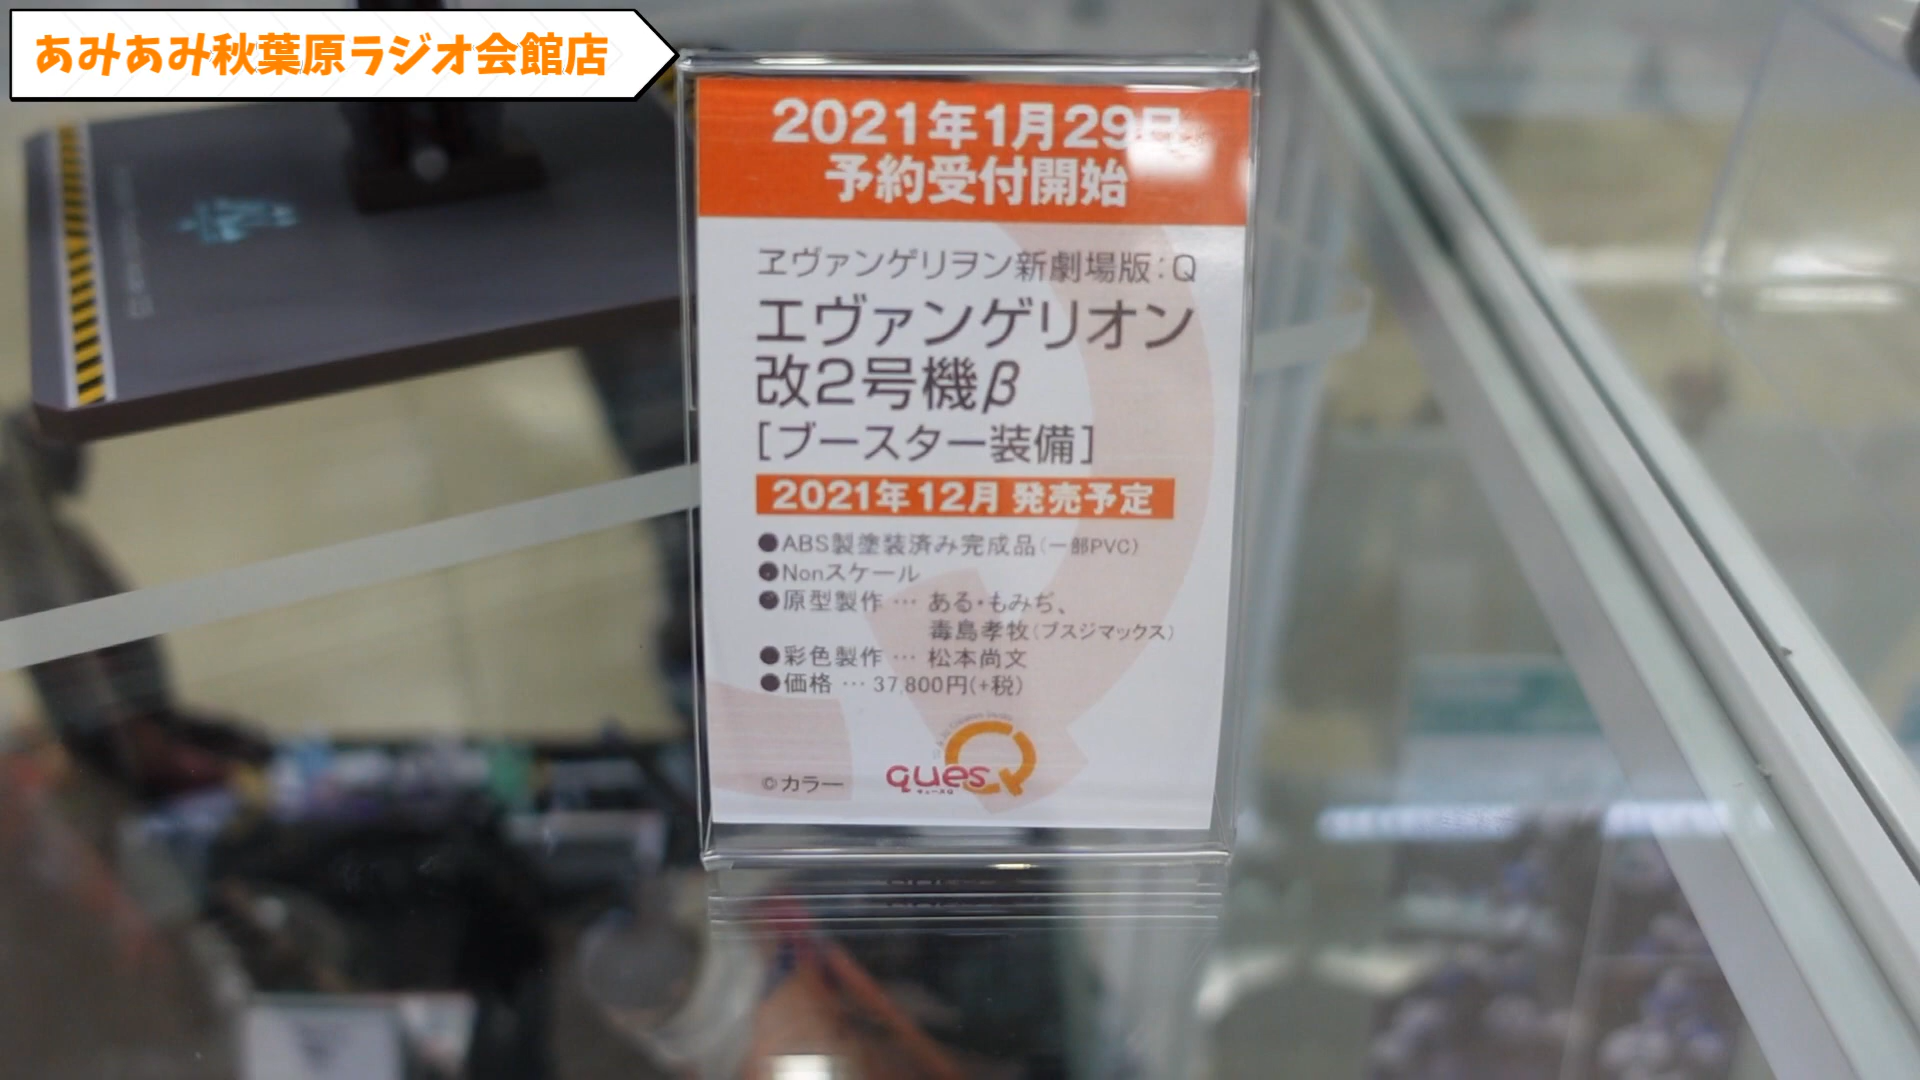 あみあみ秋葉原ラジオ会館店
2021年1月29日
予約受付開始
ヱヴァンゲリヲン新劇場版:Q
エヴァンゲリオン
改2号機β
[ブースター装備]
2021年12月 発売予定
●ABS製塗装済み完成品(一部PVC)
●Nonスケール
●原型製作 … ある・もみぢ、
毒島孝牧(ブスジマックス)
●彩色製作 … 松本尚文
●価格 … 37,800円(+税)
©カラー
quesQ
キューズQ